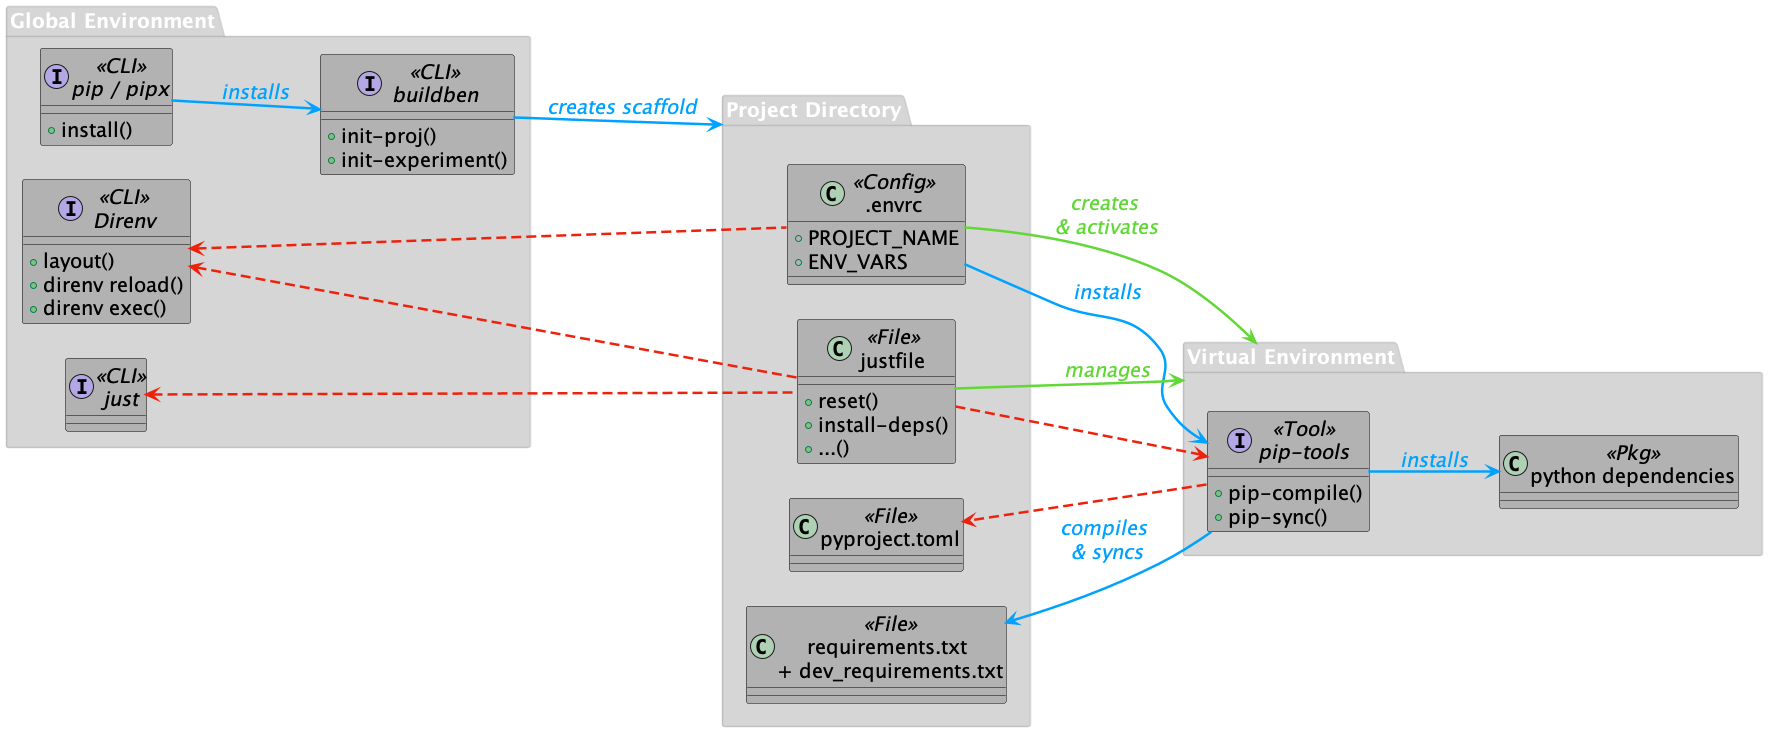 Global Environment
I
«CLI»
pip / pipx
install()
installs
I
«CLI»
buildben
init-proj()
init-experiment()
creates scaffold
I
«CLI»
Direnv
layout()
direnv reload()
direnv exec()
I
«CLI»
just
Project Directory
C
«Config»
.envrc
PROJECT_NAME
ENV_VARS
creates
& activates
installs
C
«File»
justfile
reset()
install-deps()
...()
manages
C
«File»
pyproject.toml
compiles
& syncs
C
«File»
requirements.txt
+ dev_requirements.txt
Virtual Environment
I
«Tool»
pip-tools
pip-compile()
pip-sync()
installs
C
«Pkg»
python dependencies